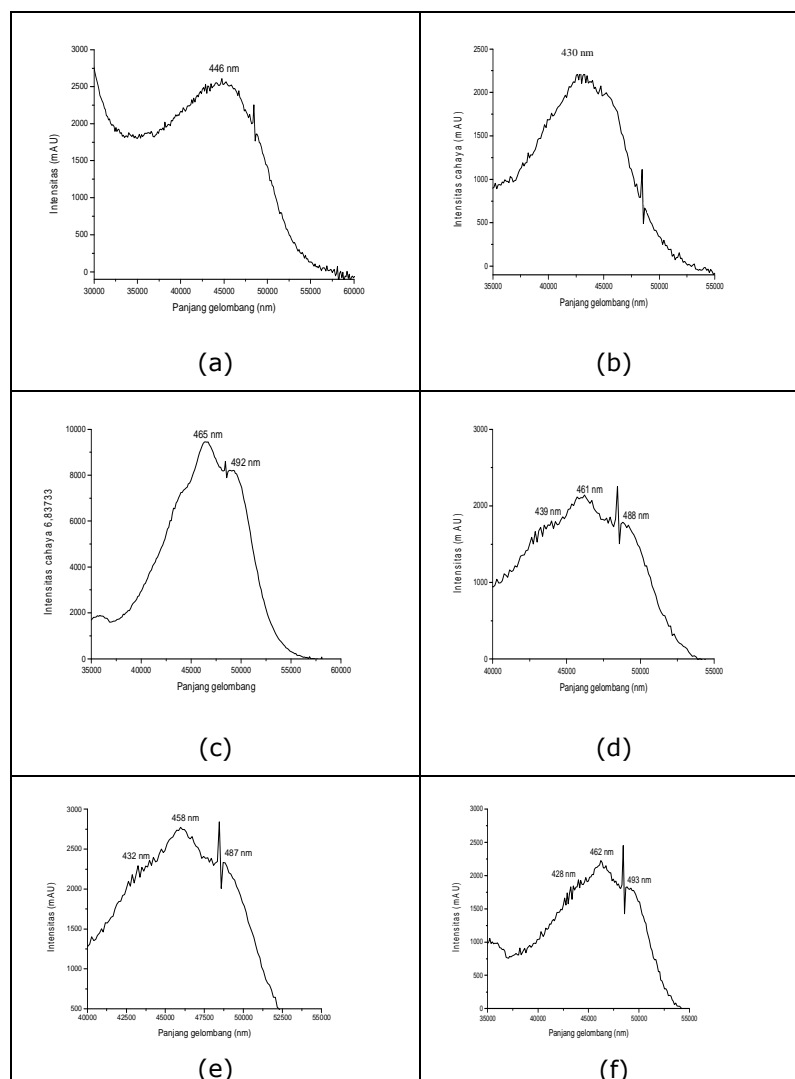 446 nm
3000
2500
2000
1500
1000
500
0
Intensitas (mAU)
30000 35000 40000 45000 50000 55000 60000
Panjang gelombang (nm)
(a)
430 nm
2500
2000
1500
1000
500
0
Intensitas cahaya (mAU)
35000 40000 45000 50000 55000
Panjang gelombang (nm)
(b)
465 nm
492 nm
10000
8000
6000
4000
2000
0
Intensitas cahaya 6,83733
35000 40000 45000 50000 55000 60000
Panjang gelombang
(c)
461 nm
439 nm
488 nm
3000
2000
1000
0
Intensitas (mAU)
40000 45000 50000 55000
Panjang gelombang (nm)
(d)
458 nm
432 nm
487 nm
3000
2500
2000
1500
1000
500
Intensitas (mAU)
40000 42500 45000 47500 50000 52500 55000
Panjang gelombang (nm)
(e)
462 nm
428 nm
493 nm
3000
2500
2000
1500
1000
500
0
Intensitas (mAU)
35000 40000 45000 50000 55000
Panjang gelombang (nm)
(f)